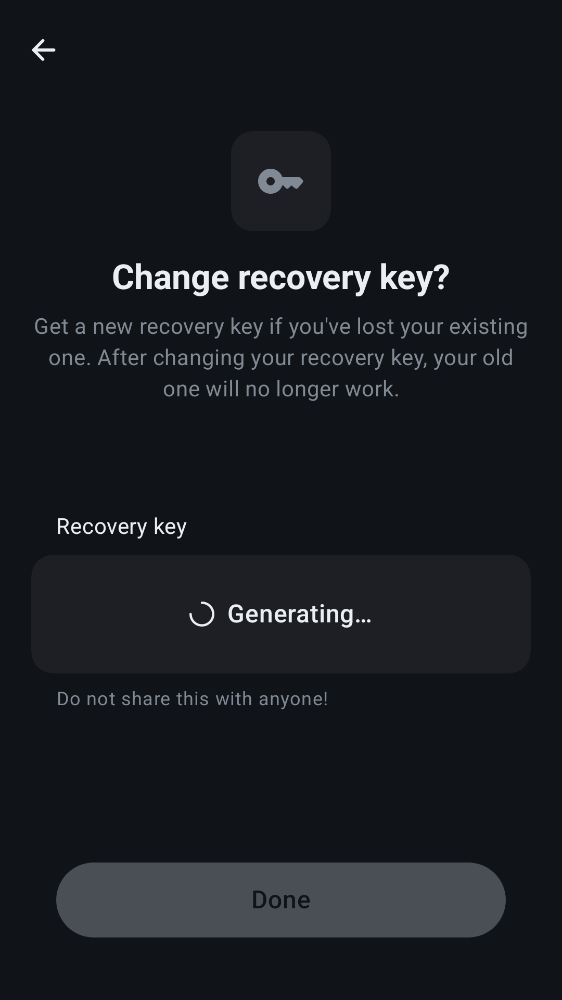 Change recovery key?
Get a new recovery key if you've lost your existing
one. After changing your recovery key, your old
one will no longer work.
Recovery key
Generating…
Do not share this with anyone!
Done